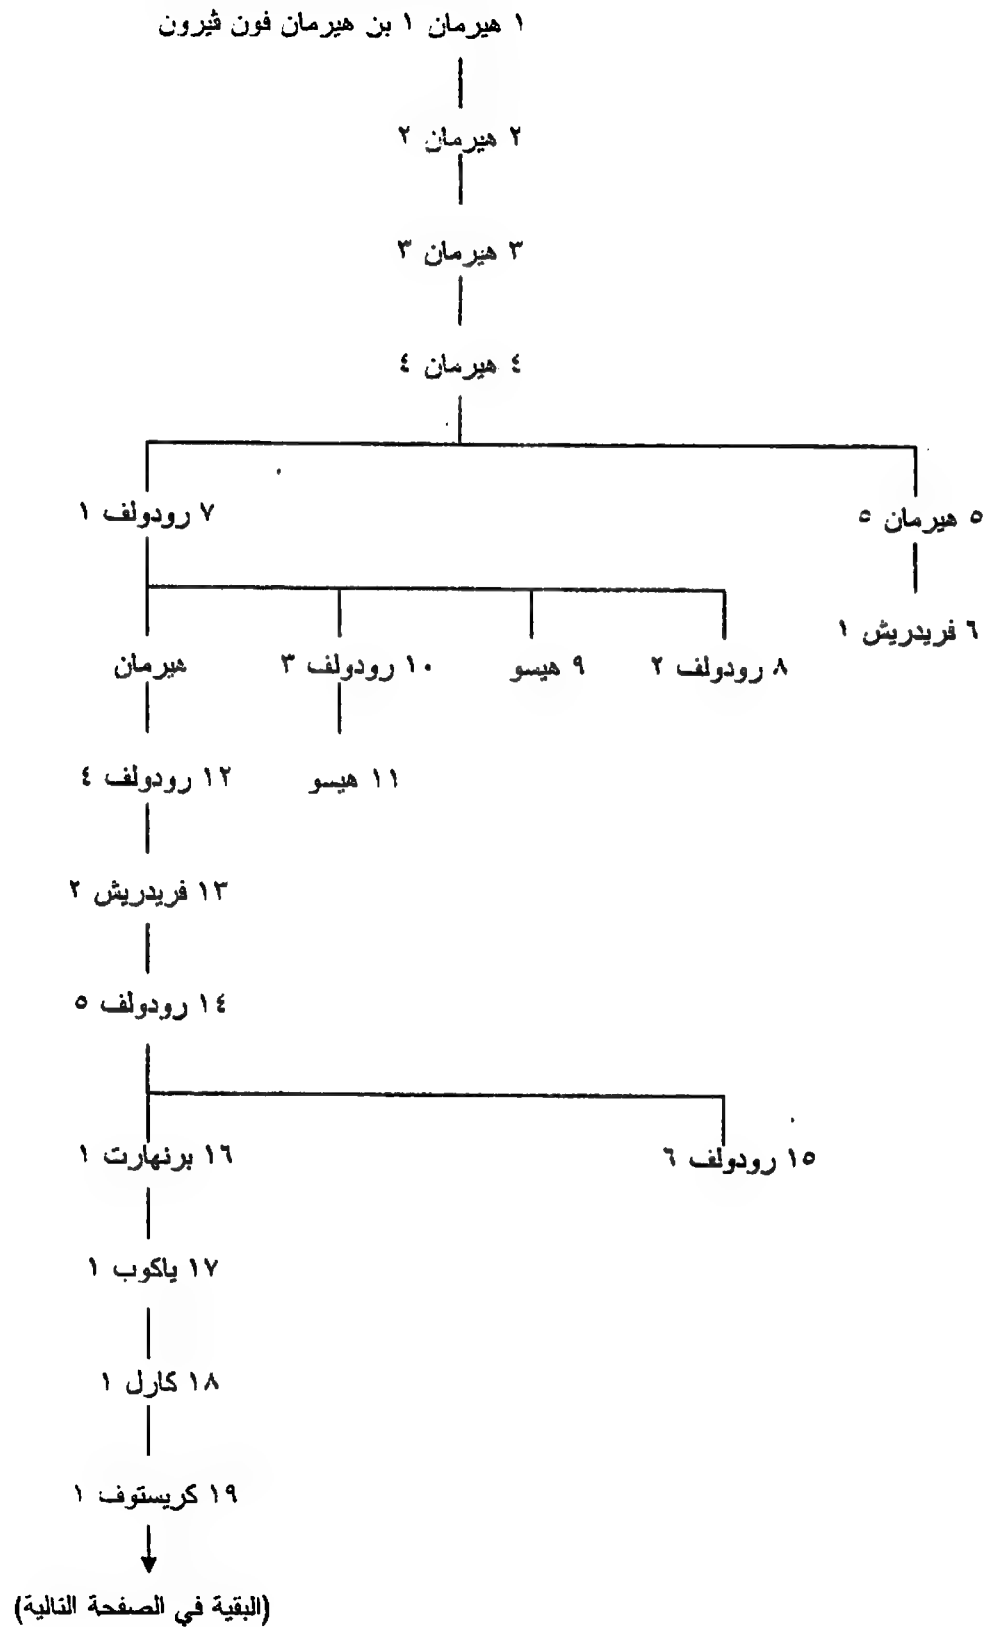 ١ هيرمان ١ بن هيرمان فون ڤيرون
٢ هيرمان ٢
٣ هيرمان ٣
٤ هيرمان ٤
٥ هيرمان ٥
٧ رودولف ١
٦ فريدريش ١
٨ رودولف ٢
٩ هيسو
١٠ رودولف ٣
هيرمان
١١ هيسو
١٢ رودولف ٤
١٣ فريدريش ٢
١٤ رودولف ٥
١٥ رودولف ٦
١٦ برنهارت ١
١٧ ياكوب ١
١٨ كارل ١
١٩ كريستوف ١
(البقية في الصفحة التالية)